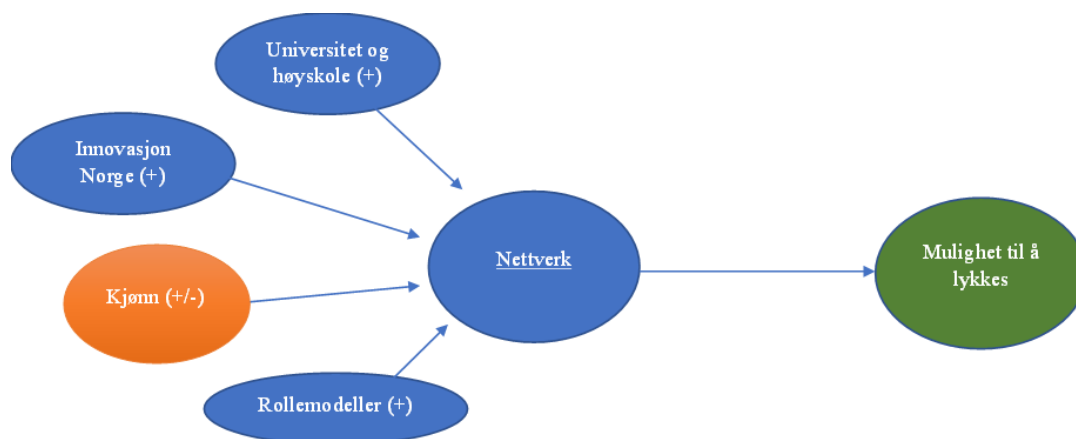 Universitet og
høyskole (+)
Innovasjon
Norge (+)
Kjønn (+/-)
Rollemodeller (+)
Nettverk
Mulighet til å
lykkes